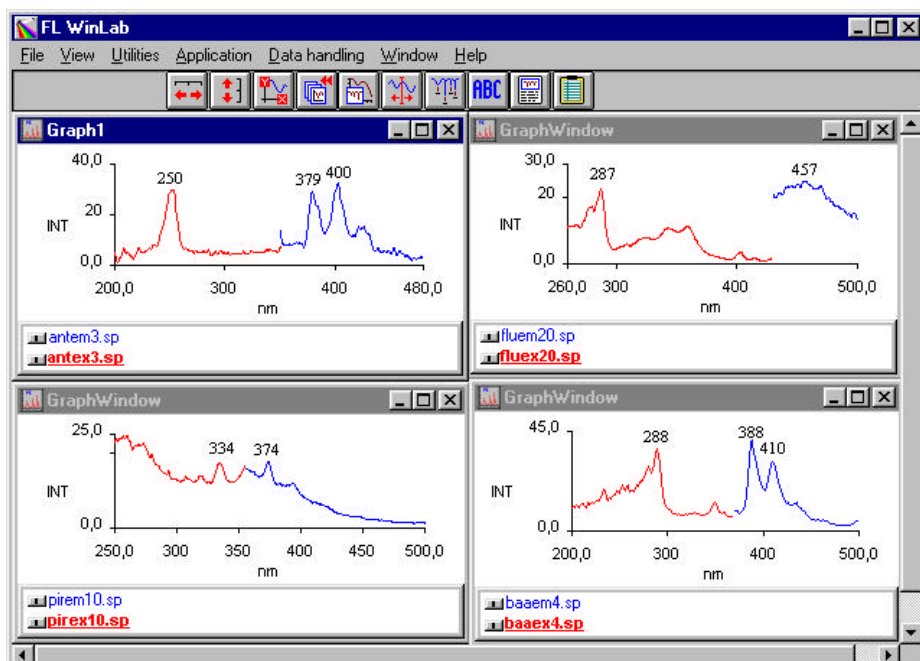 FL WinLab
File View Utilities Application Data handling Window Help
ABC
Graph1
40,0
20
0,0
INT
250
379
400
200,0 300 400 480,0
nm
antem3.sp
antex3.sp
GraphWindow
30,0
20
0,0
INT
287
457
260,0 300 400 500,0
nm
fluem20.sp
fluex20.sp
GraphWindow
25,0
0,0
INT
334
374
250,0 300 350 400 450 500,0
nm
pirem10.sp
pirex10.sp
GraphWindow
45,0
0,0
INT
288
388
410
200,0 300 400 500,0
nm
baaem4.sp
baaex4.sp